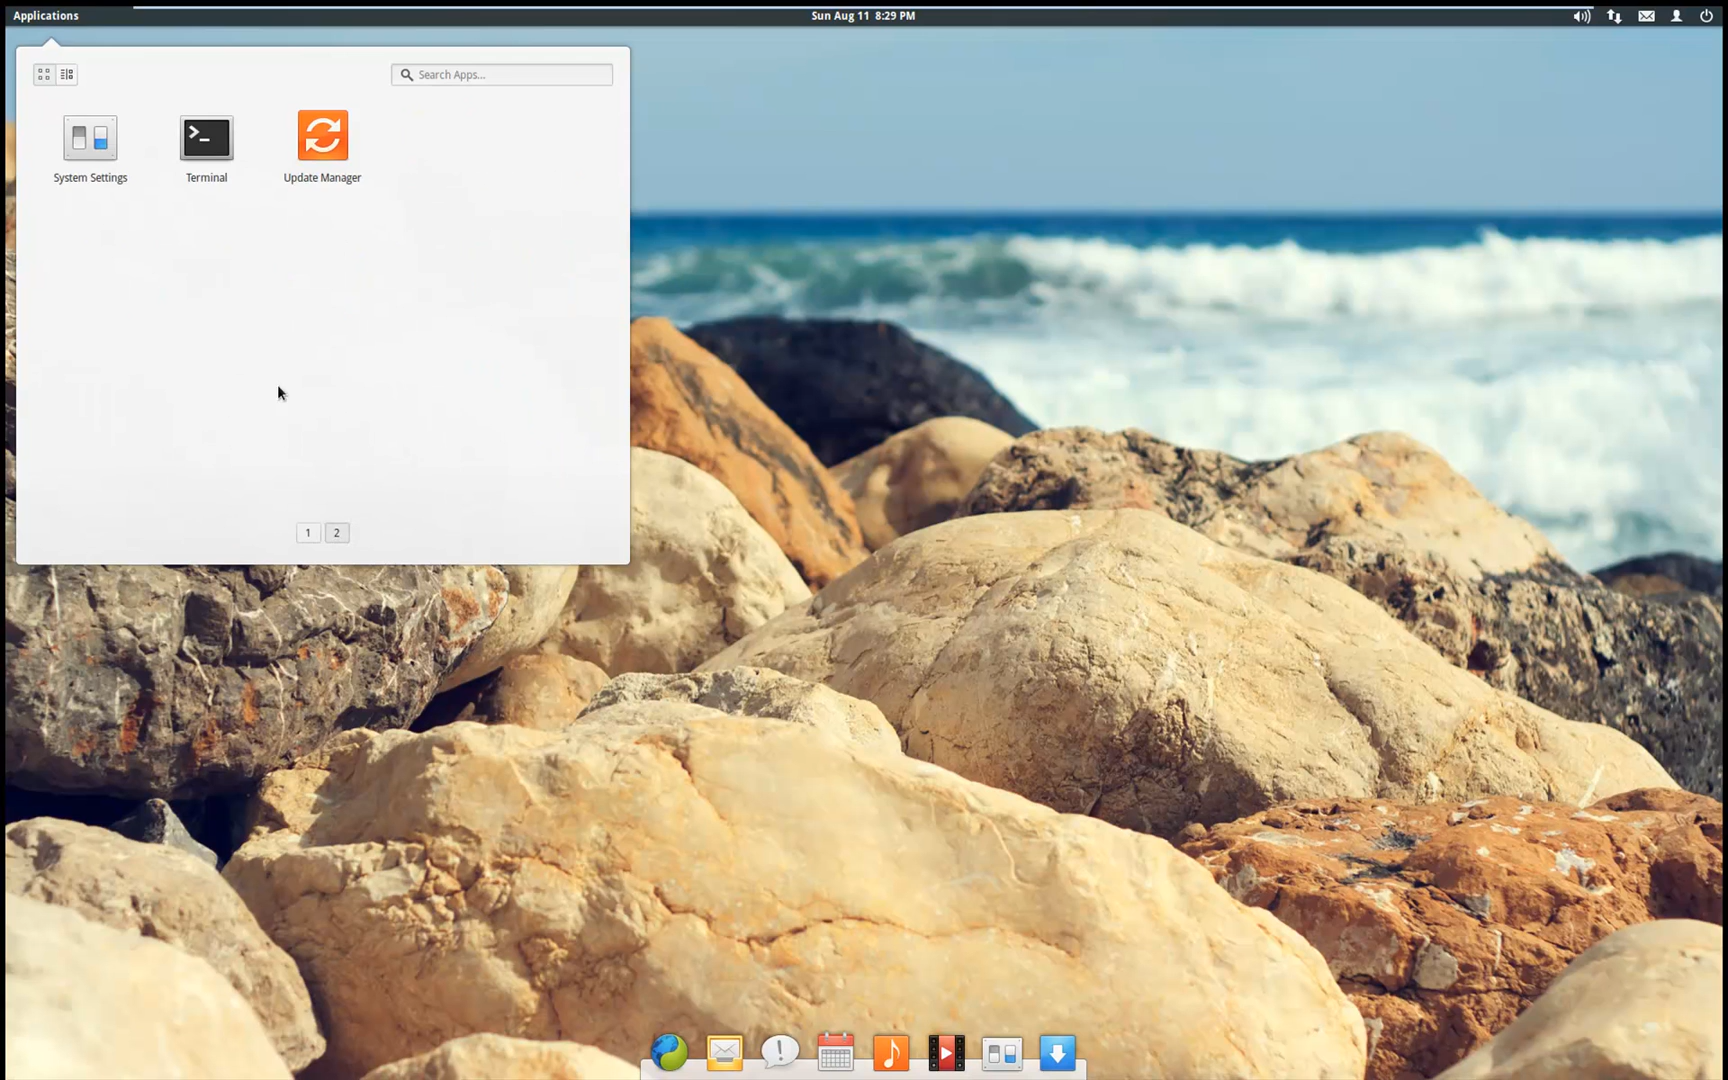 Applications
Sun Aug 11 8:29 PM
Search Apps...
System Settings
Terminal
Update Manager
1
2